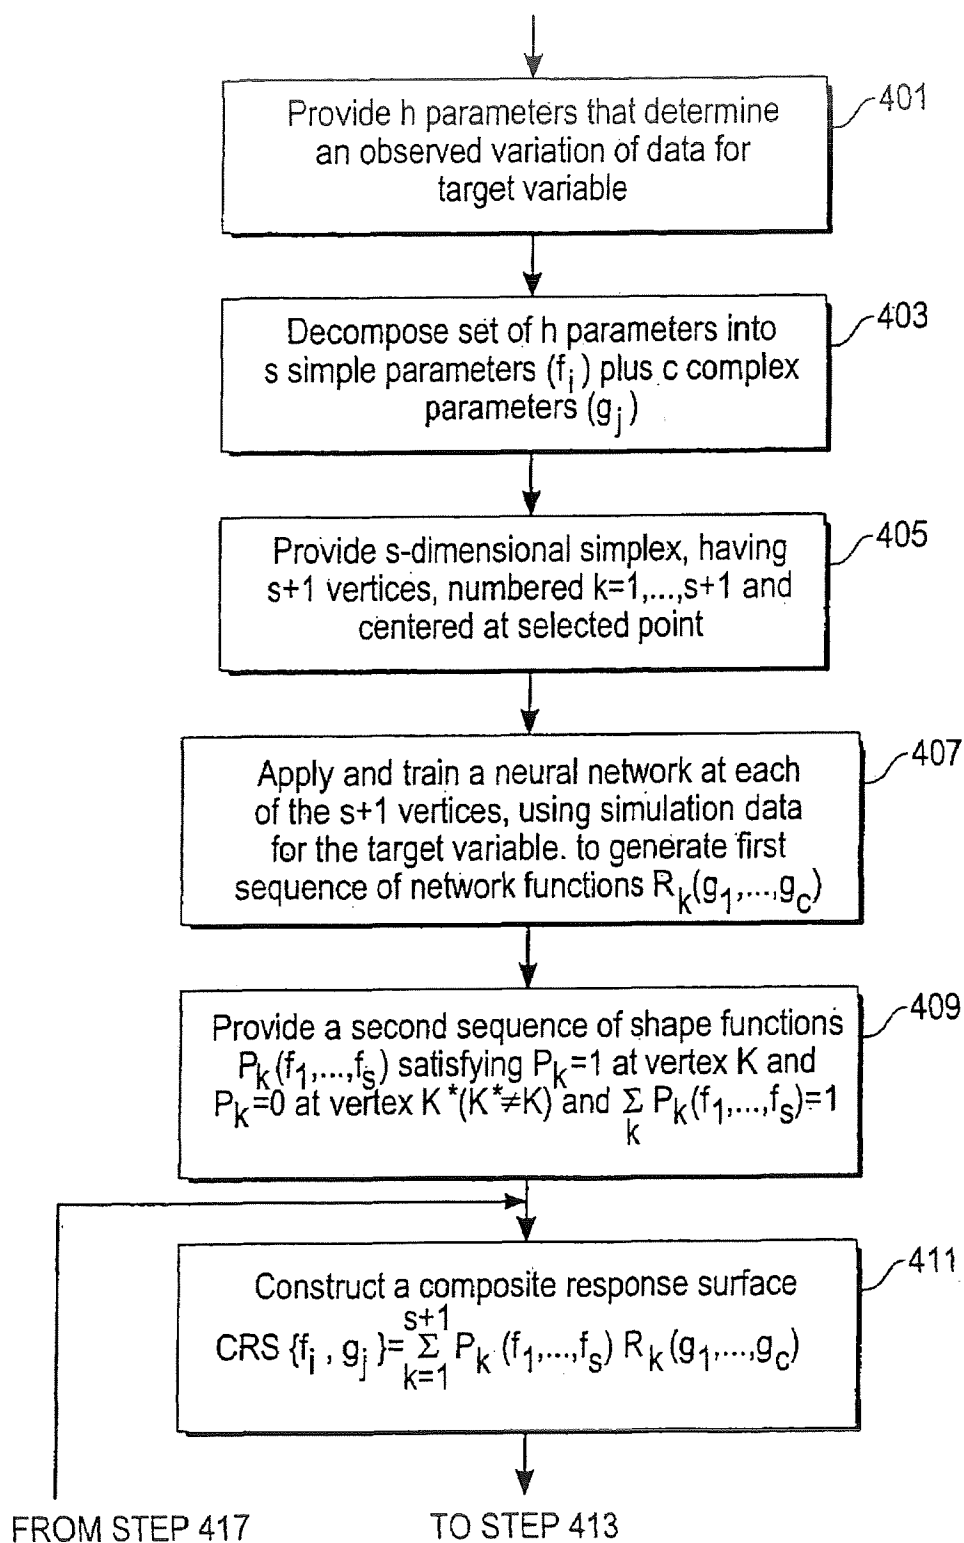 401
Provide h parameters that determine
an observed variation of data for
target variable
403
Decompose set of h parameters into
s simple parameters (f_i) plus c complex
parameters (g_j)
405
Provide s-dimensional simplex, having
s+1 vertices, numbered k=1,...,s+1 and
centered at selected point
407
Apply and train a neural network at each
of the s+1 vertices, using simulation data
for the target variable. to generate first
sequence of network functions R_k(g_1,...,g_c)
409
Provide a second sequence of shape functions
P_k(f_1,...,f_s) satisfying P_k=1 at vertex K and
P_k=0 at vertex K*(K*≠K) and Σ P_k(f_1,...,f_s)=1
k
411
Construct a composite response surface
s+1
CRS {f_i , g_j }= Σ P_k (f_1,...,f_s) R_k(g_1,...,g_c)
k=1
FROM STEP 417
TO STEP 413